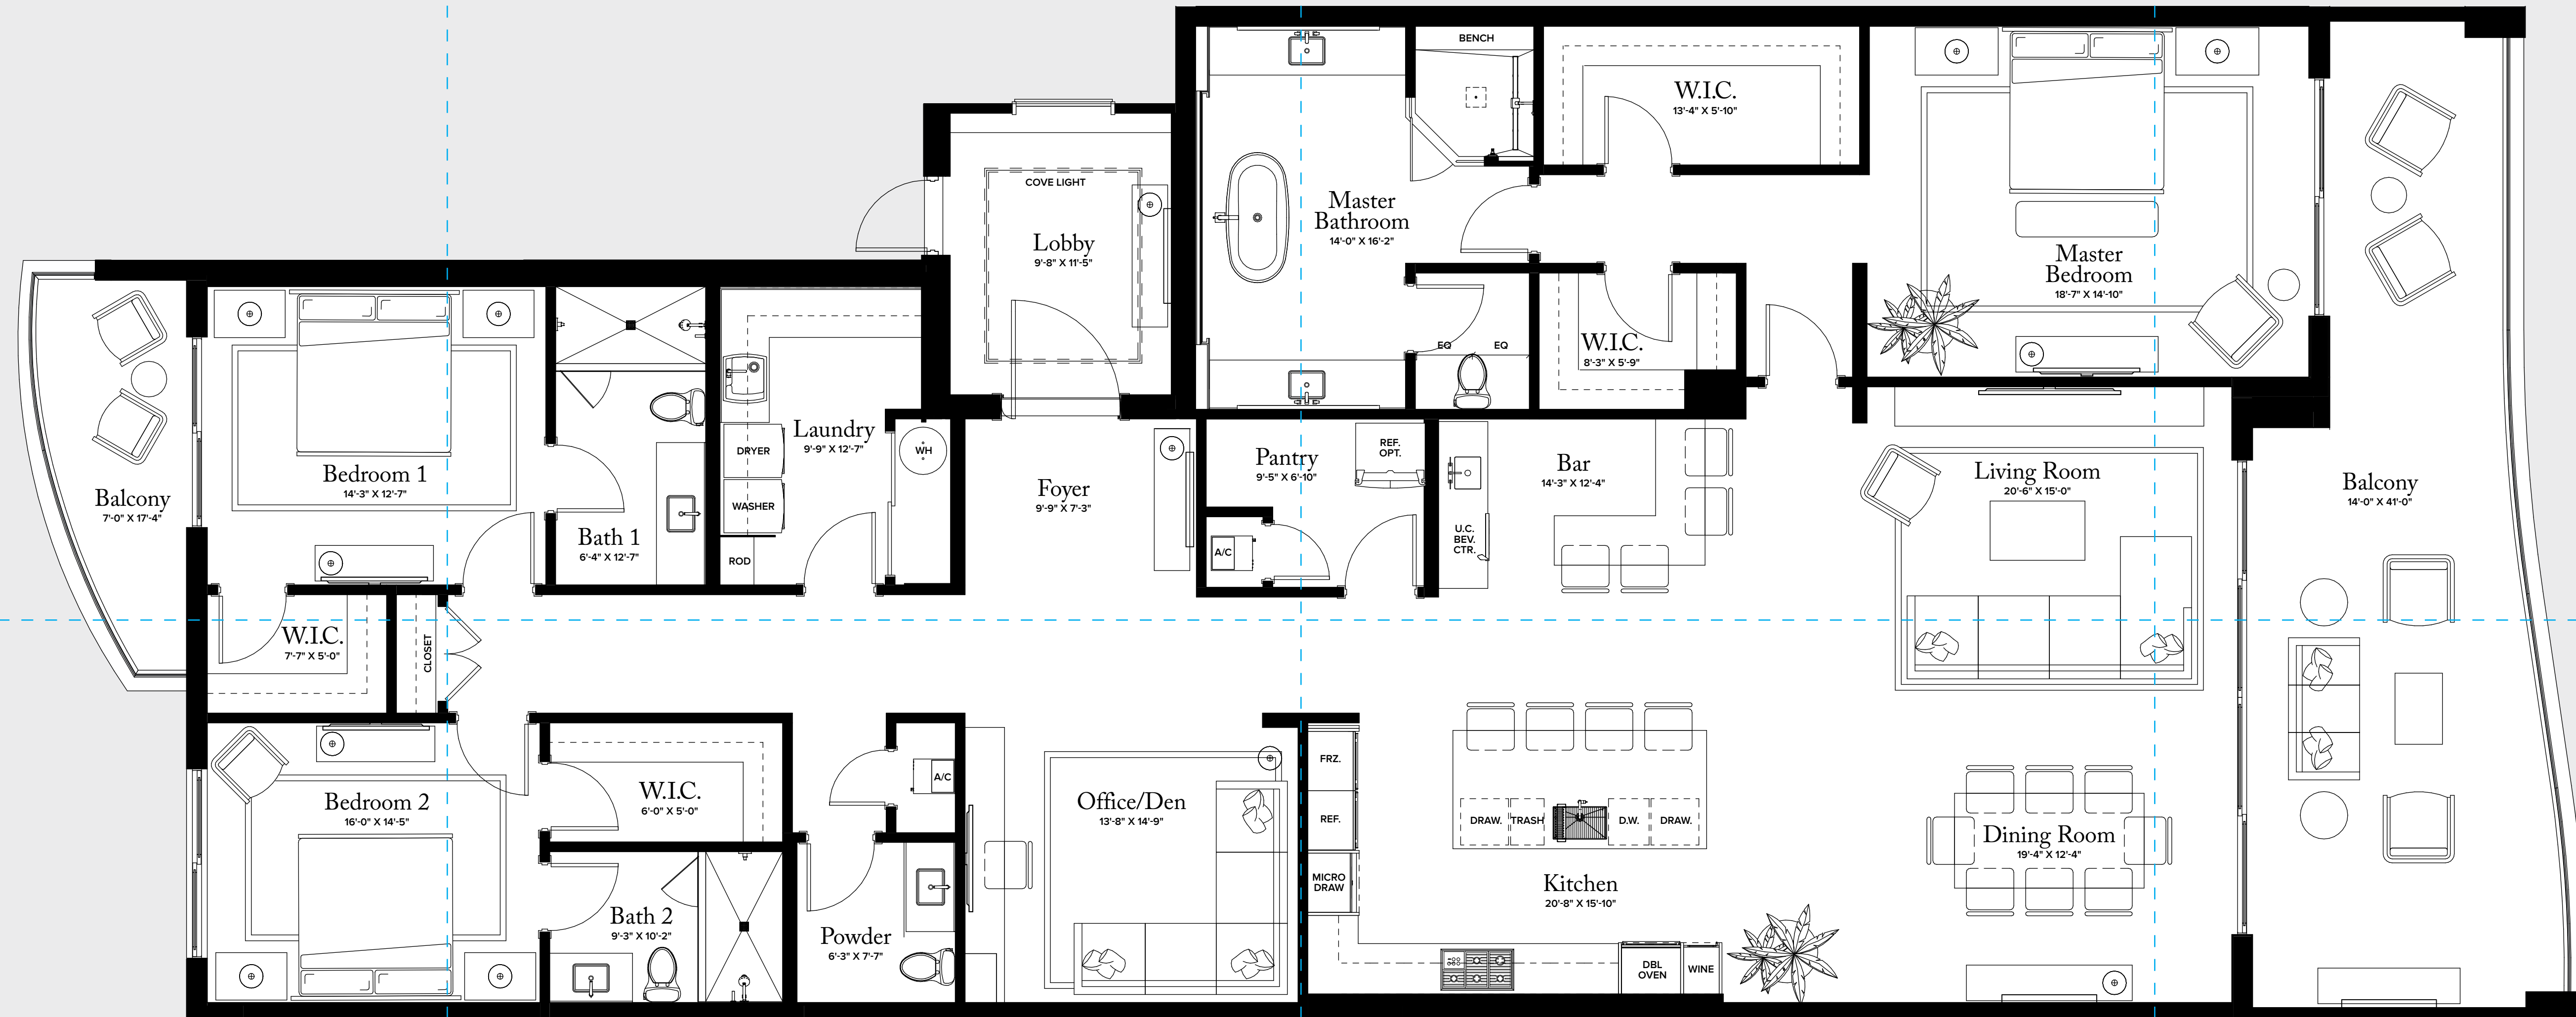 BENCH
W.I.C.
13'-4" X 5'-10"
COVE LIGHT
Lobby
9'-8" X 11'-5"
Master
Bathroom
14'-0" X 16'-2"
Master
Bedroom
18'-7" X 14'-10"
EQ EQ
W.I.C.
8'-3" X 5'-9"
Balcony
7'-0" X 17'-4"
Bedroom 1
14'-3" X 12'-7"
Bath 1
6'-4" X 12'-7"
Laundry
9'-9" X 12'-7"
DRYER
WASHER
ROD
WH
Foyer
9'-9" X 7'-3"
Pantry
9'-5" X 6'-10"
REF.
OPT.
A/C
Bar
14'-3" X 12'-4"
U.C.
BEV.
CTR.
Living Room
20'-6" X 15'-0"
Balcony
14'-0" X 41'-0"
W.I.C.
7'-7" X 5'-0"
CLOSET
Bedroom 2
16'-0" X 14'-5"
W.I.C.
6'-0" X 5'-0"
Bath 2
9'-3" X 10'-2"
A/C
Powder
6'-3" X 7'-7"
Office/Den
13'-8" X 14'-9"
FRZ.
REF.
MICRO
DRAW
DRAW. TRASH D.W. DRAW.
Kitchen
20'-8" X 15'-10"
DBL
OVEN
WINE
Dining Room
19'-4" X 12'-4"